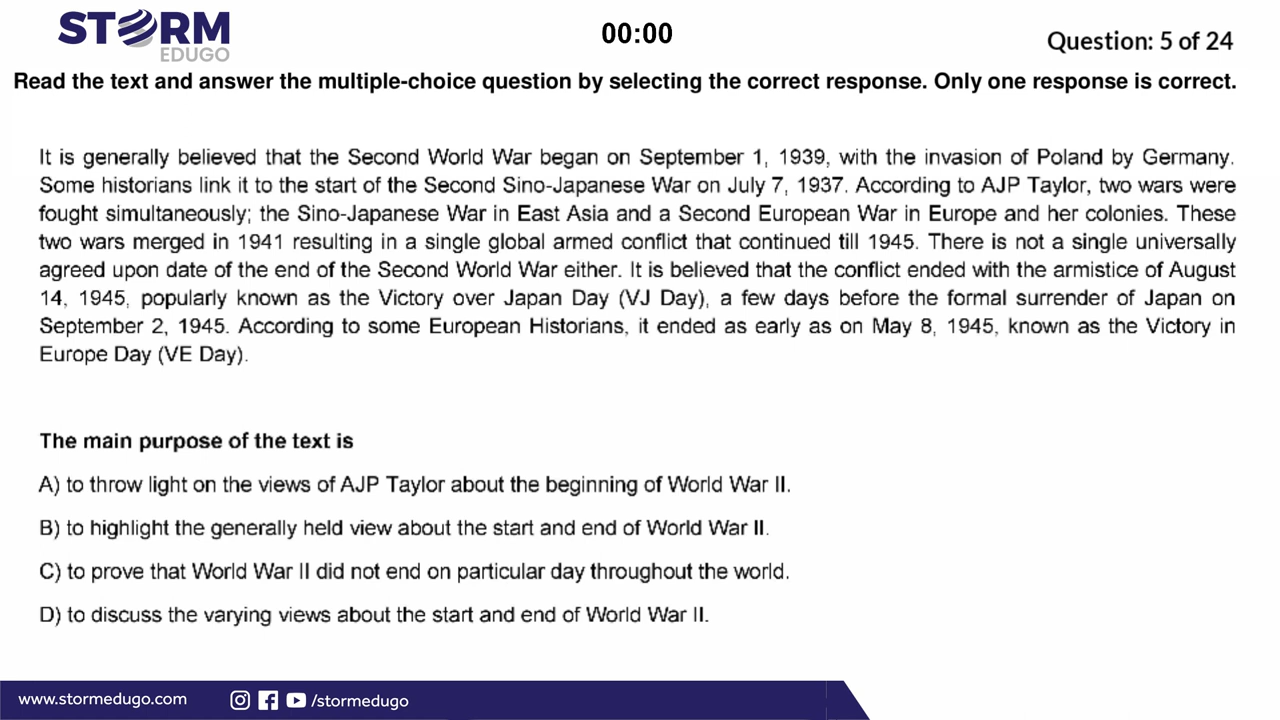 STORM
EDUGO
00:00
Question: 5 of 24
Read the text and answer the multiple-choice question by selecting the correct response. Only one response is correct.
It is generally believed that the Second World War began on September 1, 1939, with the invasion of Poland by Germany.
Some historians link it to the start of the Second Sino-Japanese War on July 7, 1937. According to AJP Taylor, two wars were
fought simultaneously; the Sino-Japanese War in East Asia and a Second European War in Europe and her colonies. These
two wars merged in 1941 resulting in a single global armed conflict that continued till 1945. There is not a single universally
agreed upon date of the end of the Second World War either. It is believed that the conflict ended with the armistice of August
14, 1945, popularly known as the Victory over Japan Day (VJ Day), a few days before the formal surrender of Japan on
September 2, 1945. According to some European Historians, it ended as early as on May 8, 1945, known as the Victory in
Europe Day (VE Day).
The main purpose of the text is
A) to throw light on the views of AJP Taylor about the beginning of World War II.
B) to highlight the generally held view about the start and end of World War II.
C) to prove that World War II did not end on particular day throughout the world.
D) to discuss the varying views about the start and end of World War II.
www.stormedugo.com
/stormedugo